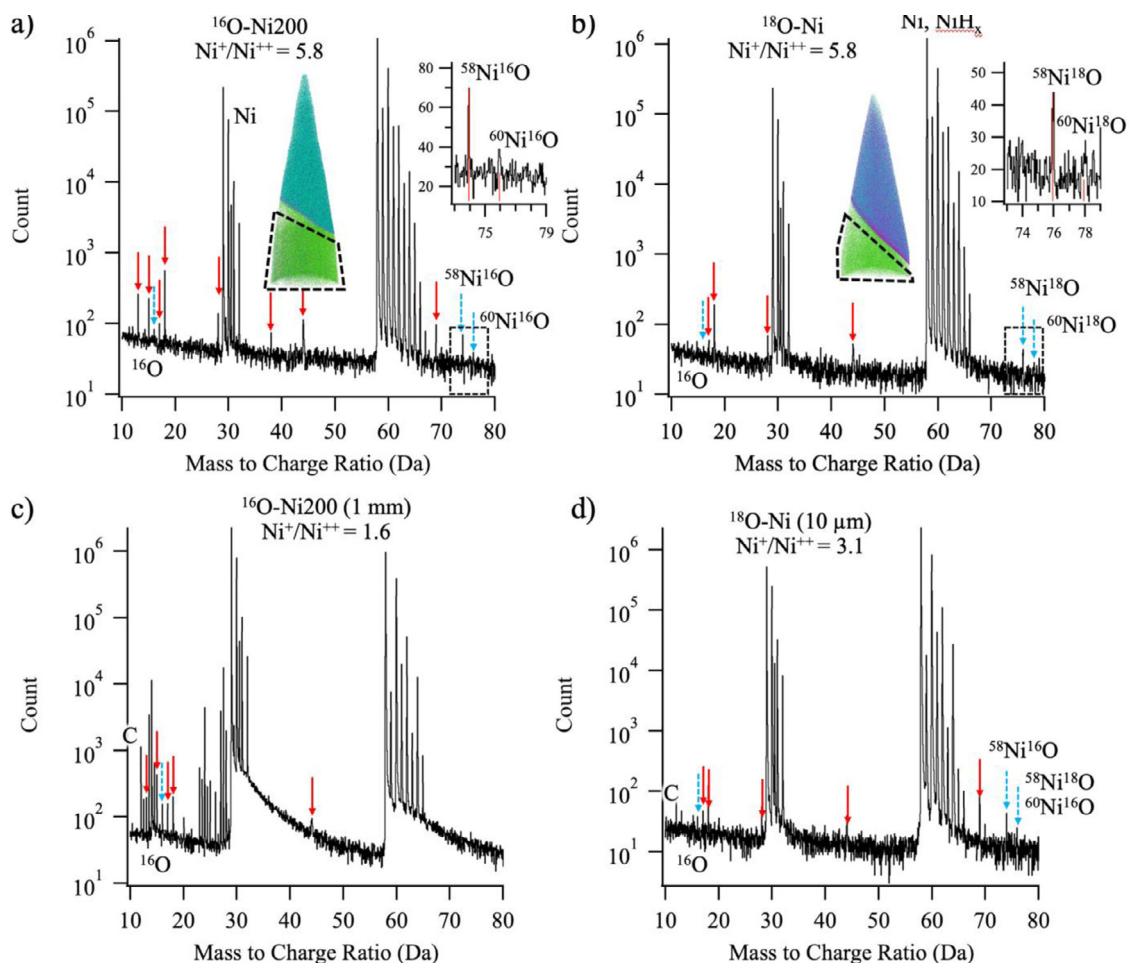 a)
¹⁶O-Ni200
Ni⁺/Ni⁺⁺ = 5.8
10⁶
10⁵
10⁴
10³
10²
10¹
Count
Ni
80
60
40
20
⁵⁸Ni¹⁶O
⁶⁰Ni¹⁶O
75 79
⁵⁸Ni¹⁶O
⁶⁰Ni¹⁶O
¹⁶O
10 20 30 40 50 60 70 80
Mass to Charge Ratio (Da)
b)
¹⁸O-Ni
Ni⁺/Ni⁺⁺ = 5.8
Ni, NiHₓ
10⁶
10⁵
10⁴
10³
10²
10¹
Count
50
40
30
20
10
⁵⁸Ni¹⁸O
⁶⁰Ni¹⁸O
74 76 78
⁵⁸Ni¹⁸O
⁶⁰Ni¹⁸O
¹⁶O
10 20 30 40 50 60 70 80
Mass to Charge Ratio (Da)
c)
¹⁶O-Ni200 (1 mm)
Ni⁺/Ni⁺⁺ = 1.6
10⁶
10⁵
10⁴
10³
10²
10¹
Count
C
¹⁶O
10 20 30 40 50 60 70 80
Mass to Charge Ratio (Da)
d)
¹⁸O-Ni (10 μm)
Ni⁺/Ni⁺⁺ = 3.1
10⁶
10⁵
10⁴
10³
10²
10¹
Count
C
¹⁶O
⁵⁸Ni¹⁶O
⁵⁸Ni¹⁸O
⁶⁰Ni¹⁶O
10 20 30 40 50 60 70 80
Mass to Charge Ratio (Da)